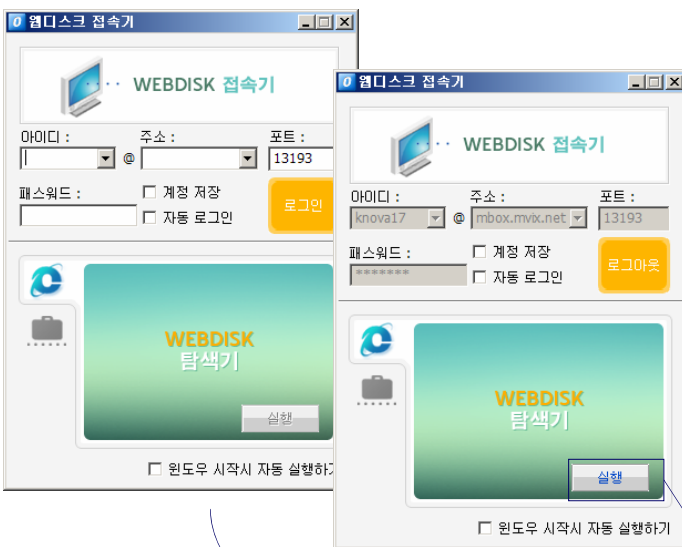 웹디스크 접속기
WEBDISK 접속기
아이디 : 주소 : 포트 :
@ 13193
패스워드 : 계정 저장
자동 로그인
로그인
WEBDISK
탐색기
실행
윈도우 시작시 자동 실행하기
웹디스크 접속기
WEBDISK 접속기
아이디 : 주소 : 포트 :
knova17 @ mbox.mvix.net 13193
패스워드 : 계정 저장
******* 자동 로그인
로그아웃
WEBDISK
탐색기
실행
윈도우 시작시 자동 실행하기